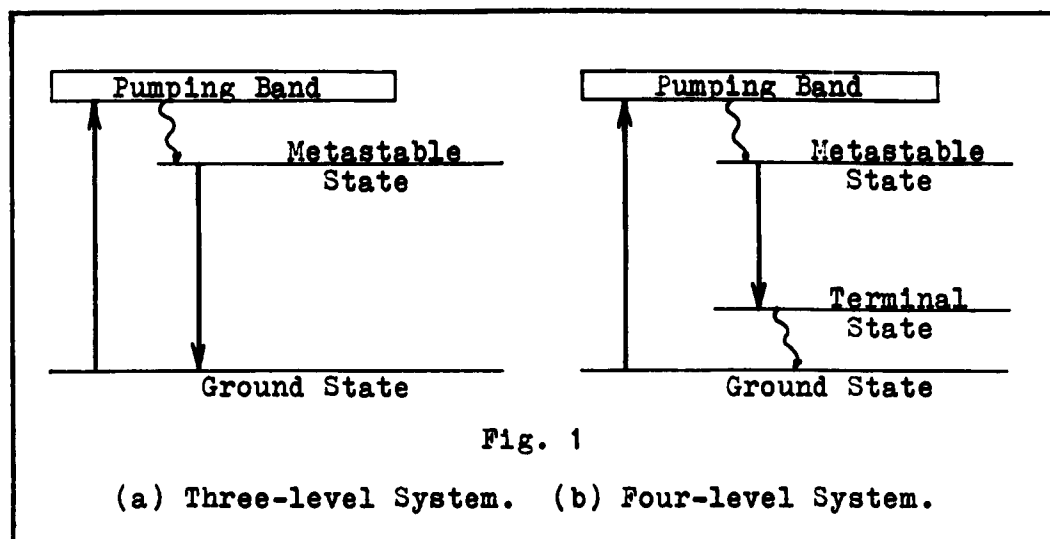 Pumping Band
Metastable
State
Ground State
Pumping Band
Metastable
State
Terminal
State
Ground State
Fig. 1
(a) Three-level System. (b) Four-level System.